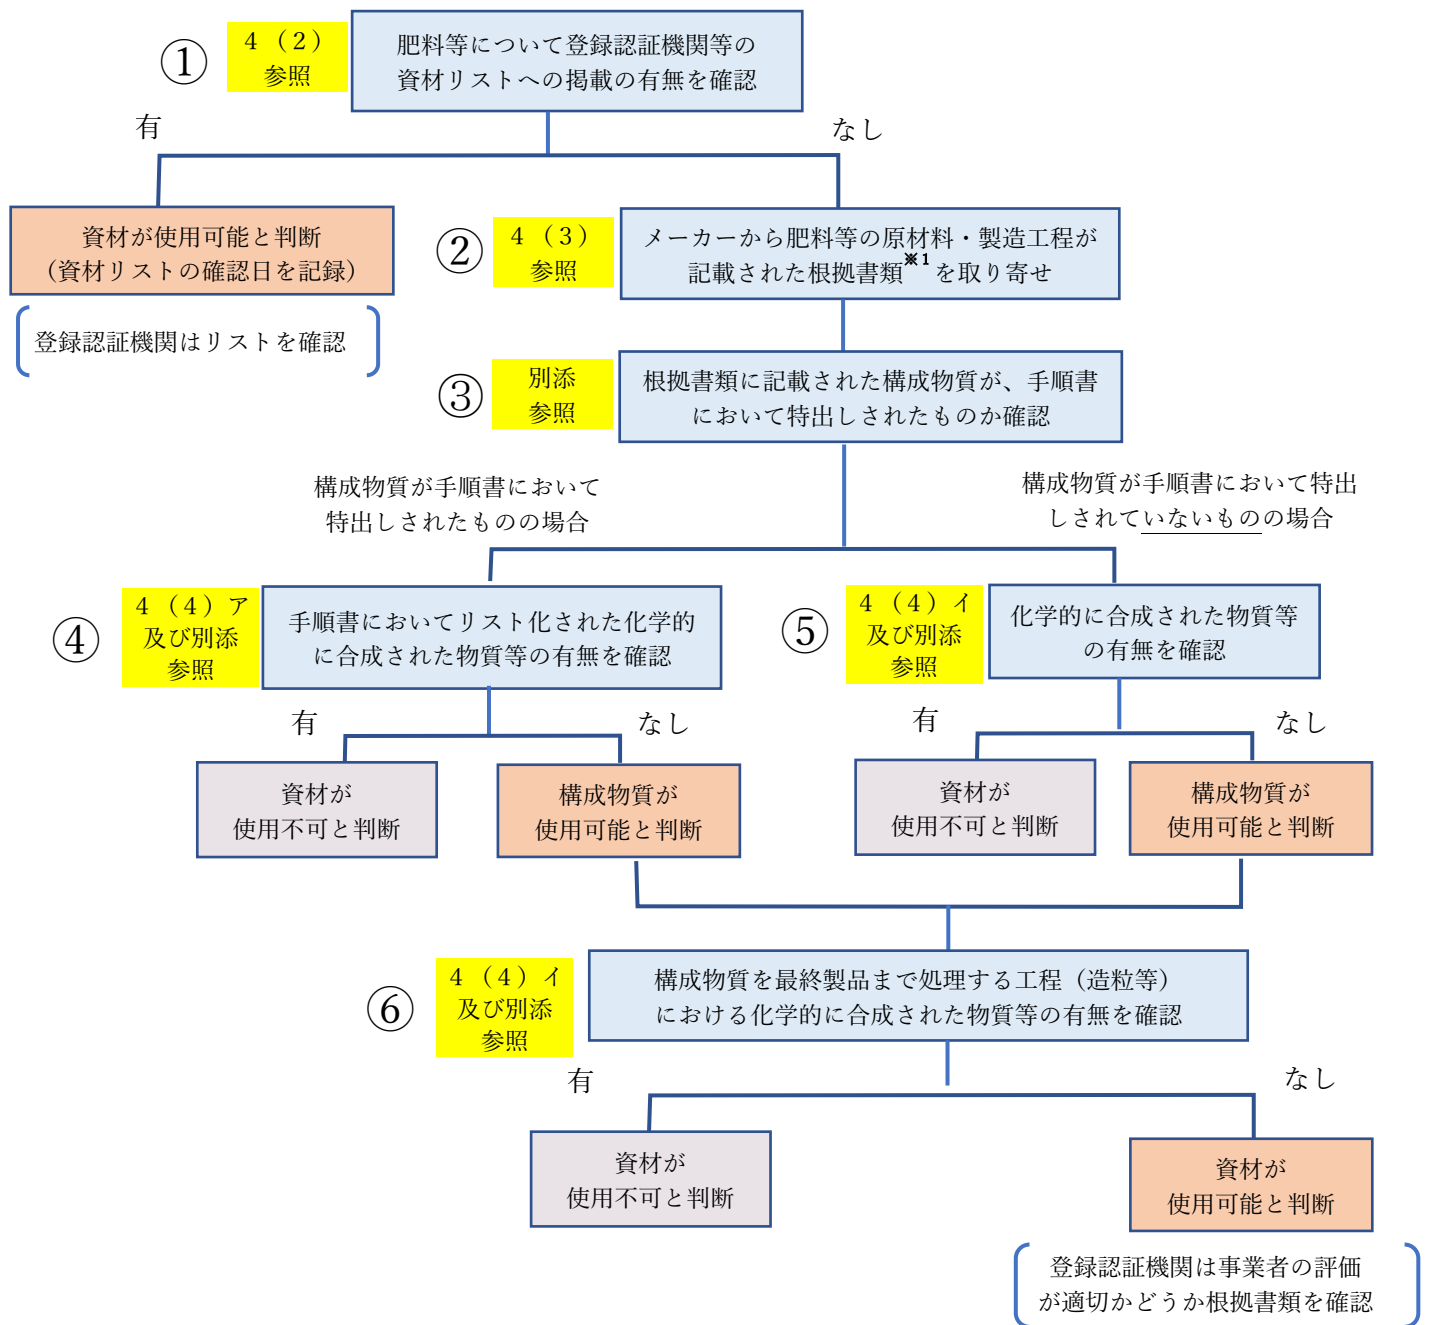 ①
４（２）
参照
肥料等について登録認証機関等の
資材リストへの掲載の有無を確認
有
なし
資材が使用可能と判断
（資材リストの確認日を記録）
登録認証機関はリストを確認
②
４（３）
参照
メーカーから肥料等の原材料・製造工程が
記載された根拠書類※１を取り寄せ
③
別添
参照
根拠書類に記載された構成物質が、手順書
において特出しされたものか確認
構成物質が手順書において
特出しされたものの場合
構成物質が手順書において特出
しされていないものの場合
④
４（４）ア
及び別添
参照
手順書においてリスト化された化学的
に合成された物質等の有無を確認
⑤
４（４）イ
及び別添
参照
化学的に合成された物質等
の有無を確認
有
なし
有
なし
資材が
使用不可と判断
構成物質が
使用可能と判断
資材が
使用不可と判断
構成物質が
使用可能と判断
⑥
４（４）イ
及び別添
参照
構成物質を最終製品まで処理する工程（造粒等）
における化学的に合成された物質等の有無を確認
有
なし
資材が
使用不可と判断
資材が
使用可能と判断
登録認証機関は事業者の評価
が適切かどうか根拠書類を確認